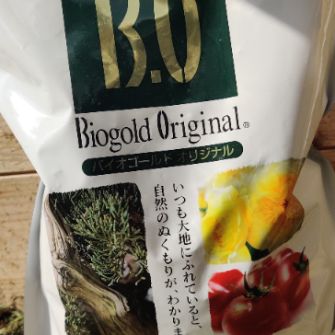 B.O
Biogold Original®
バイオゴールド オリジナル
いつも大地にふれていると、
自然のぬくもりが、わかりま